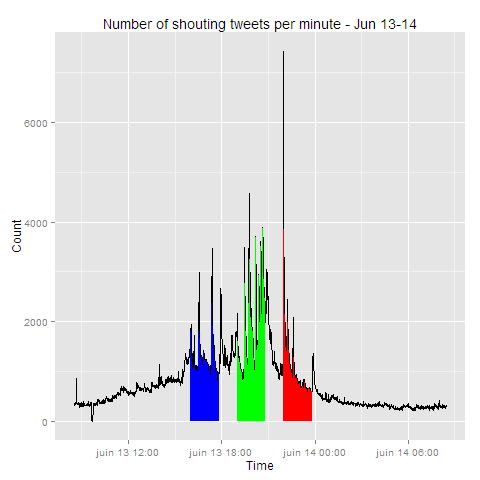 Number of shouting tweets per minute - Jun 13-14
Count
6000
4000
2000
0
juin 13 12:00
juin 13 18:00
juin 14 00:00
juin 14 06:00
Time